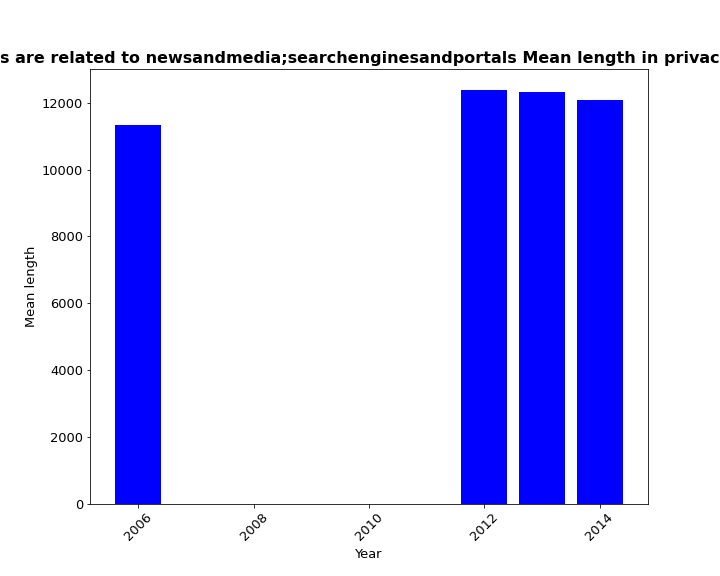 s are related to newsandmedia;searchenginesandportals Mean length in privac
12000
10000
8000
6000
4000
2000
0
Mean length
2006 2008 2010 2012 2014
Year